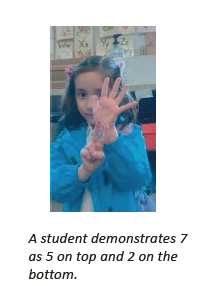 A student demonstrates 7
as 5 on top and 2 on the
bottom.